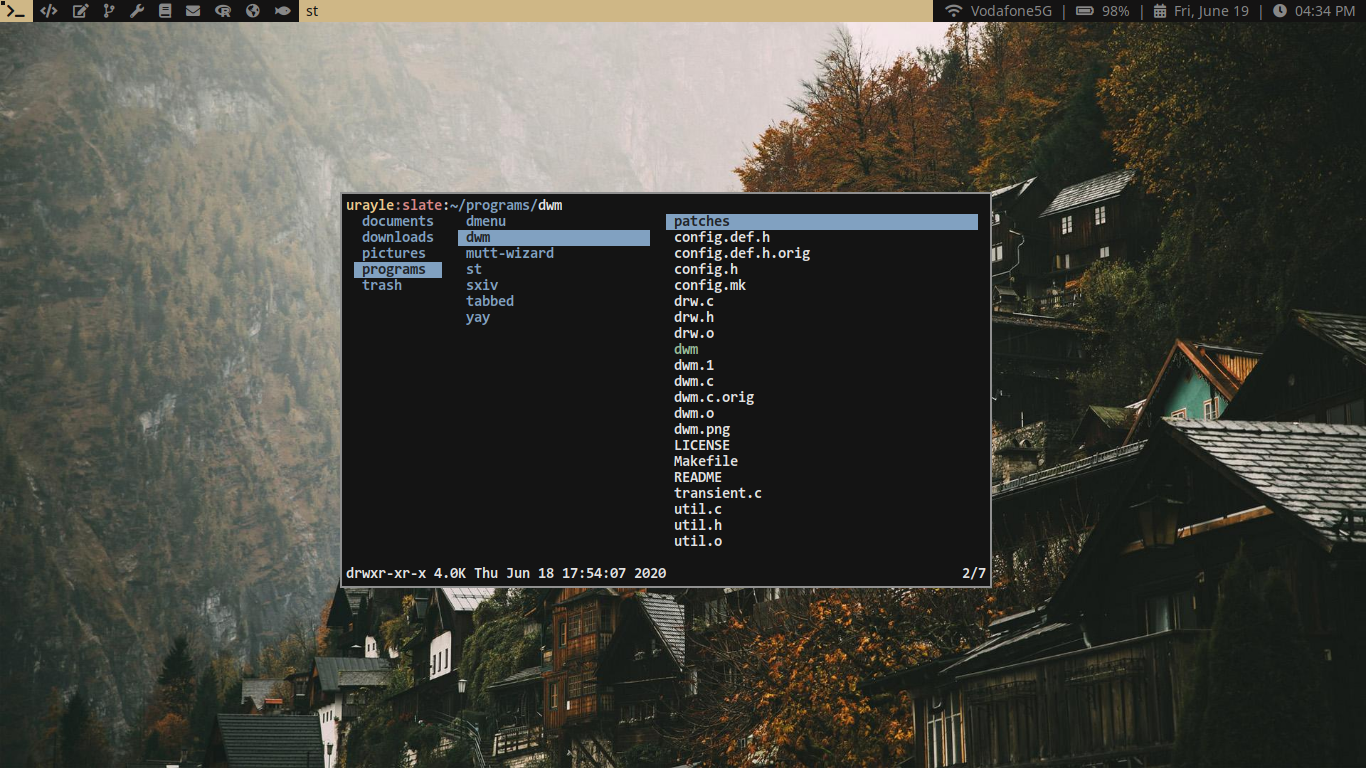 st Vodafone5G | 98% | Fri, June 19 | 04:34 PM
urayle:slate:~/programs/dwm
documents dmenu patches
downloads dwm config.def.h
pictures mutt-wizard config.def.h.orig
programs st config.h
trash sxiv config.mk
tabbed drw.c
yay drw.h
drw.o
dwm
dwm.1
dwm.c
dwm.c.orig
dwm.o
dwm.png
LICENSE
Makefile
README
transient.c
util.c
util.h
util.o
drwxr-xr-x 4.0K Thu Jun 18 17:54:07 2020 2/7